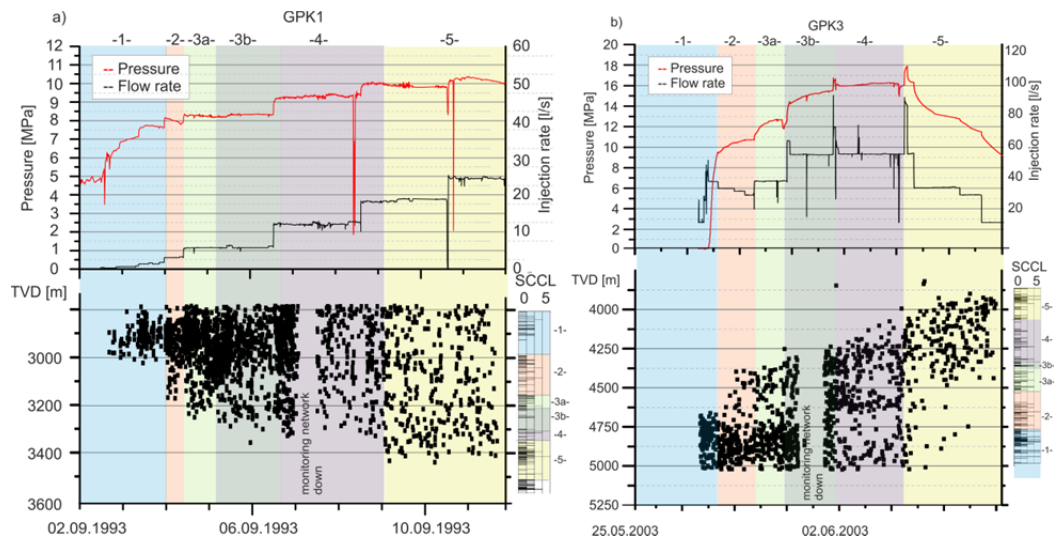 a) GPK1
-1- -2- -3a- -3b- -4- -5-
12 11 10 9 8 7 6 5 4 3 2 1 0
Pressure [MPa]
Pressure
Flow rate
60 50 40 30 20 10 0
Injection rate [l/s]
TVD [m]
3000
3200
3400
3600
monitoring network
down
02.09.1993 06.09.1993 10.09.1993
SCCL
0 5
-1-
-2-
-3a-
-3b-
-4-
-5-
b) GPK3
-1- -2- -3a- -3b- -4- -5-
20 18 16 14 12 10 8 6 4 2 0
Pressure [MPa]
Pressure
Flow rate
120 100 80 60 40 20 0
Injection rate [l/s]
TVD [m]
4000
4250
4500
4750
5000
5250
monitoring network
down
25.05.2003 02.06.2003
SCCL
0 5
-5-
-4-
-3b-
-3a-
-2-
-1-